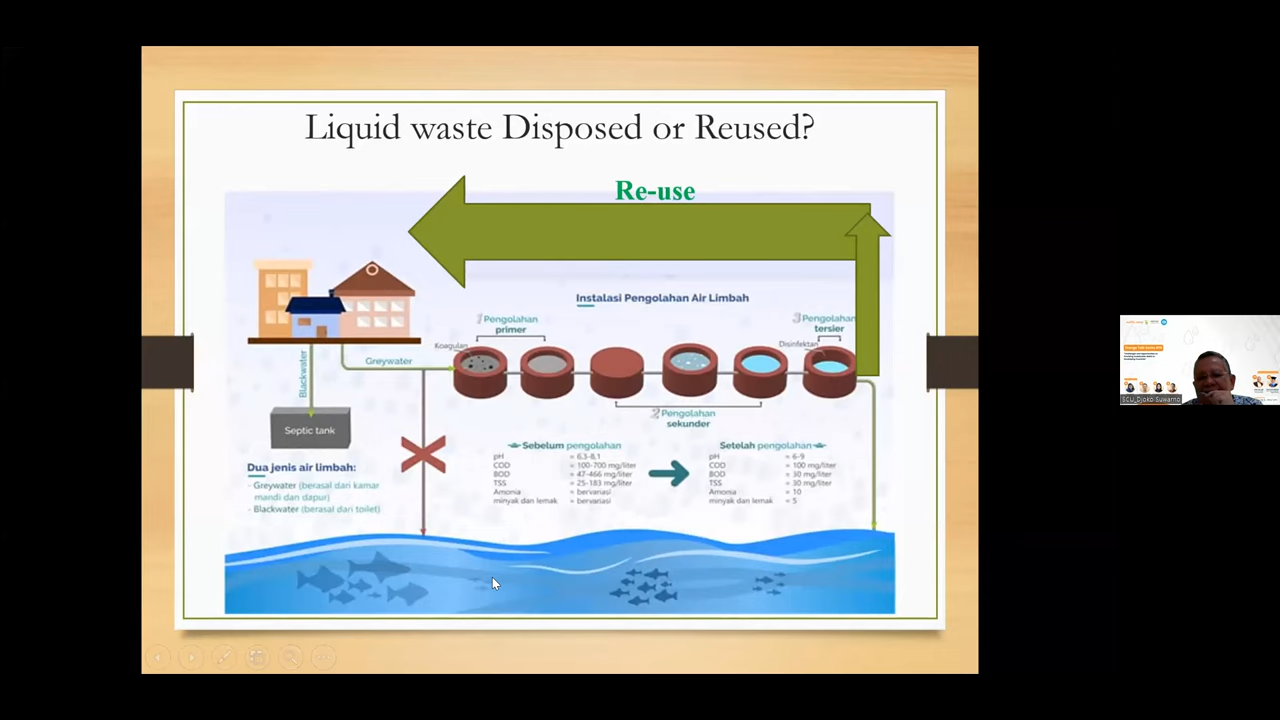 Liquid waste Disposed or Reused?
Re-use
Instalasi Pengolahan Air Limbah
1 Pengolahan
primer
3 Pengolahan
tersier
Koagulan
Disinfektan
Greywater
Blackwater
2 Pengolahan
sekunder
Septic tank
Sebelum pengolahan
pH = 6,3-8,1
COD = 100-700 mg/liter
BOD = 47-466 mg/liter
TSS = 25-183 mg/liter
Amonia = bervariasi
minyak dan lemak = bervariasi
Setelah pengolahan
pH = 6-9
COD = 100 mg/liter
BOD = 30 mg/liter
TSS = 30 mg/liter
Amonia = 10
minyak dan lemak = 5
Dua jenis air limbah:
- Greywater (berasal dari kamar
mandi dan dapur)
- Blackwater (berasal dari toilet)
SCU_Djoko Suwarno